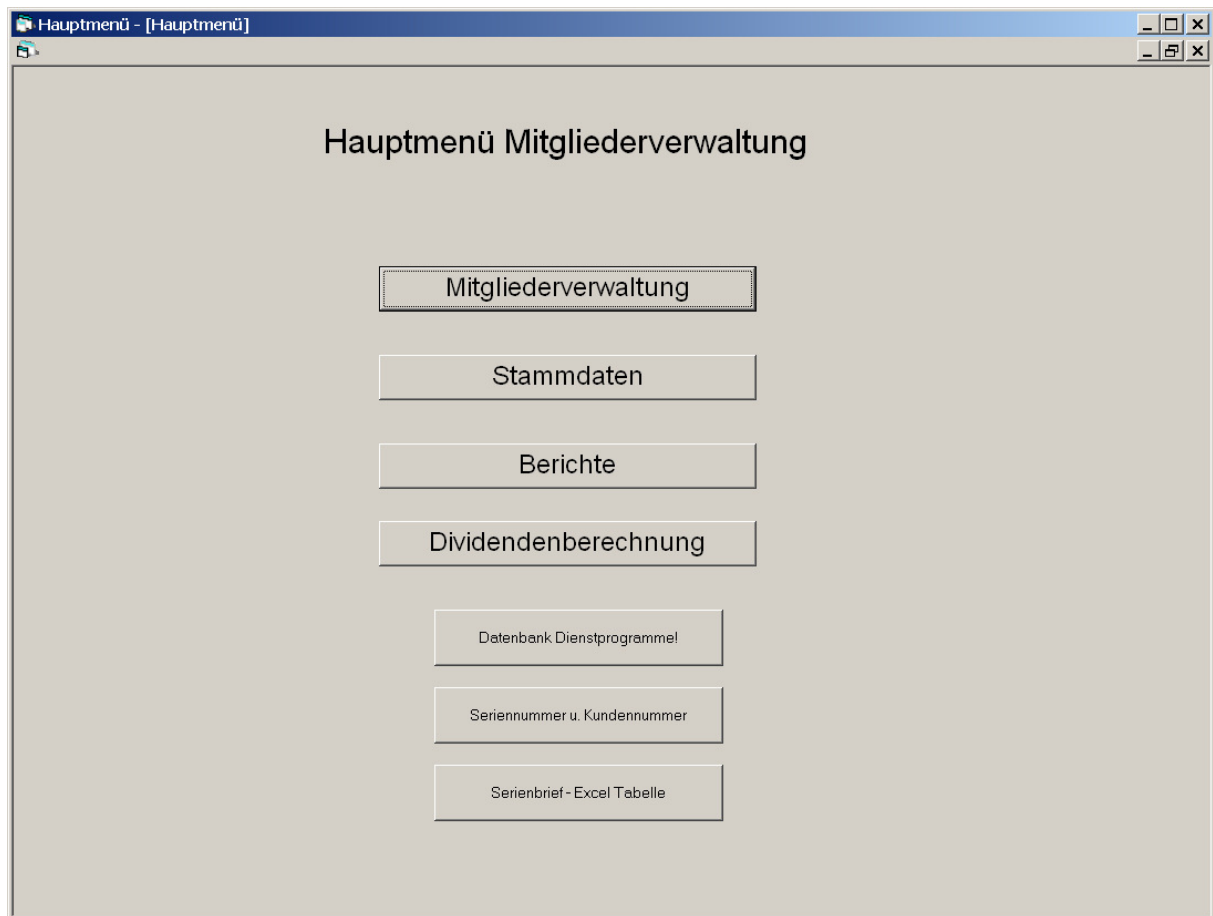 Hauptmenü - [Hauptmenü]
Hauptmenü Mitgliederverwaltung
Mitgliederverwaltung
Stammdaten
Berichte
Dividendenberechnung
Datenbank Dienstprogramme!
Seriennummer u. Kundennummer
Serienbrief - Excel Tabelle